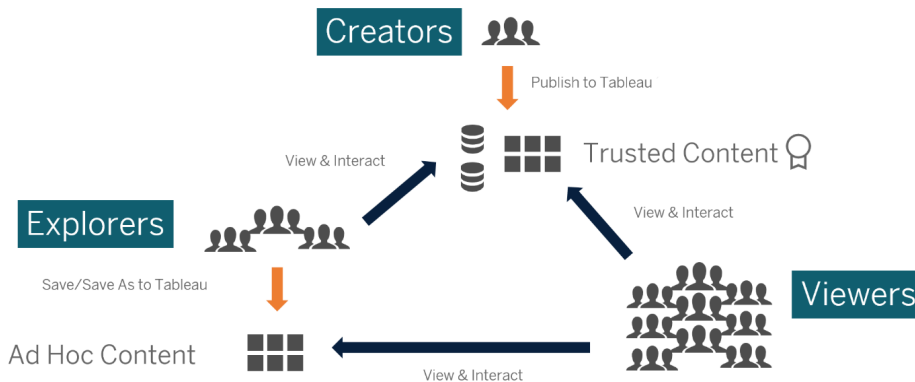 Creators
Publish to Tableau
Trusted Content
View & Interact
View & Interact
Explorers
Save/Save As to Tableau
Viewers
Ad Hoc Content
View & Interact